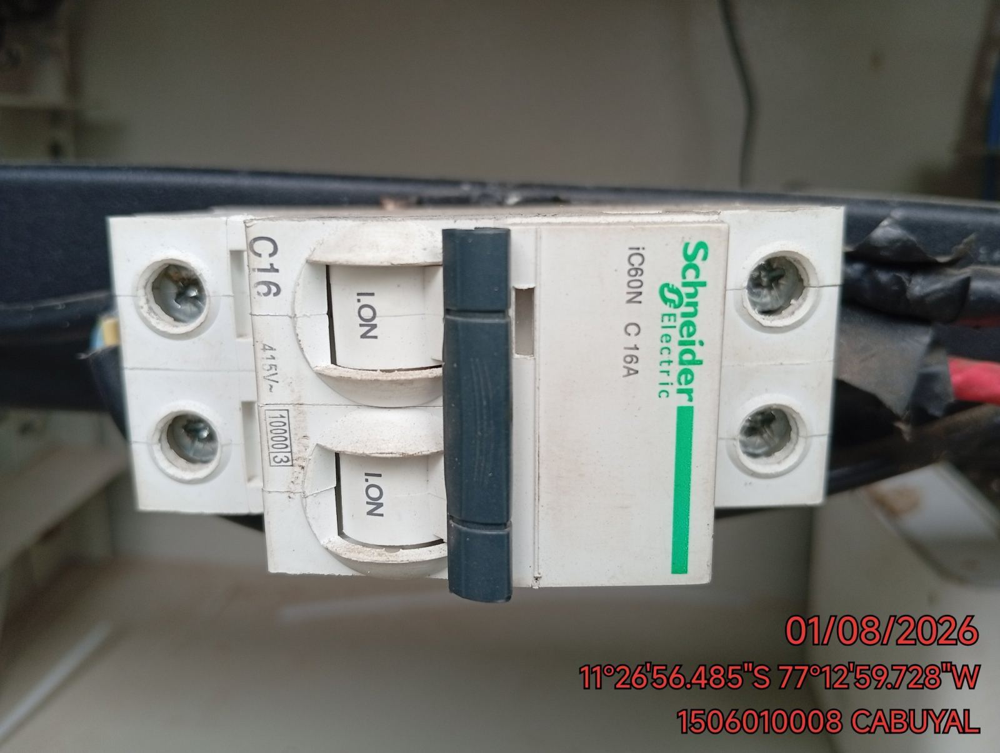 C16
415V~
10000 3
I.ON
I.ON
iC60N C 16A
Schneider
Electric
01/08/2026
11°26'56.485"S 77°12'59.728"W
1506010008 CABUYAL